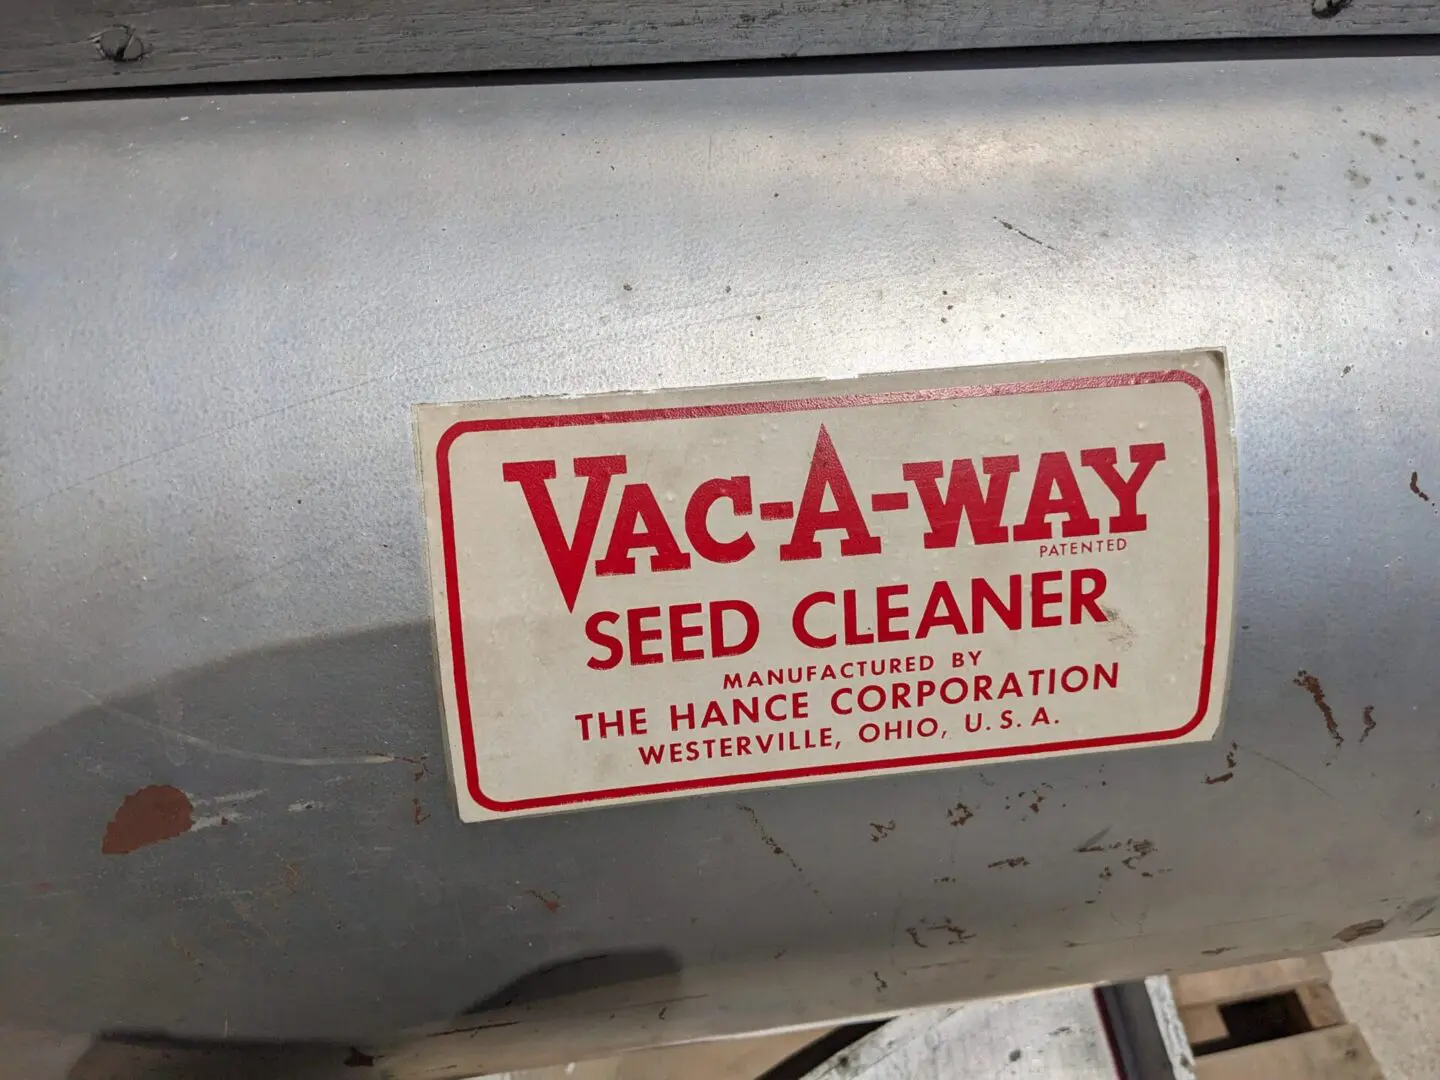 VAC-A-WAY
PATENTED
SEED CLEANER
MANUFACTURED BY
THE HANCE CORPORATION
WESTERVILLE, OHIO, U.S.A.